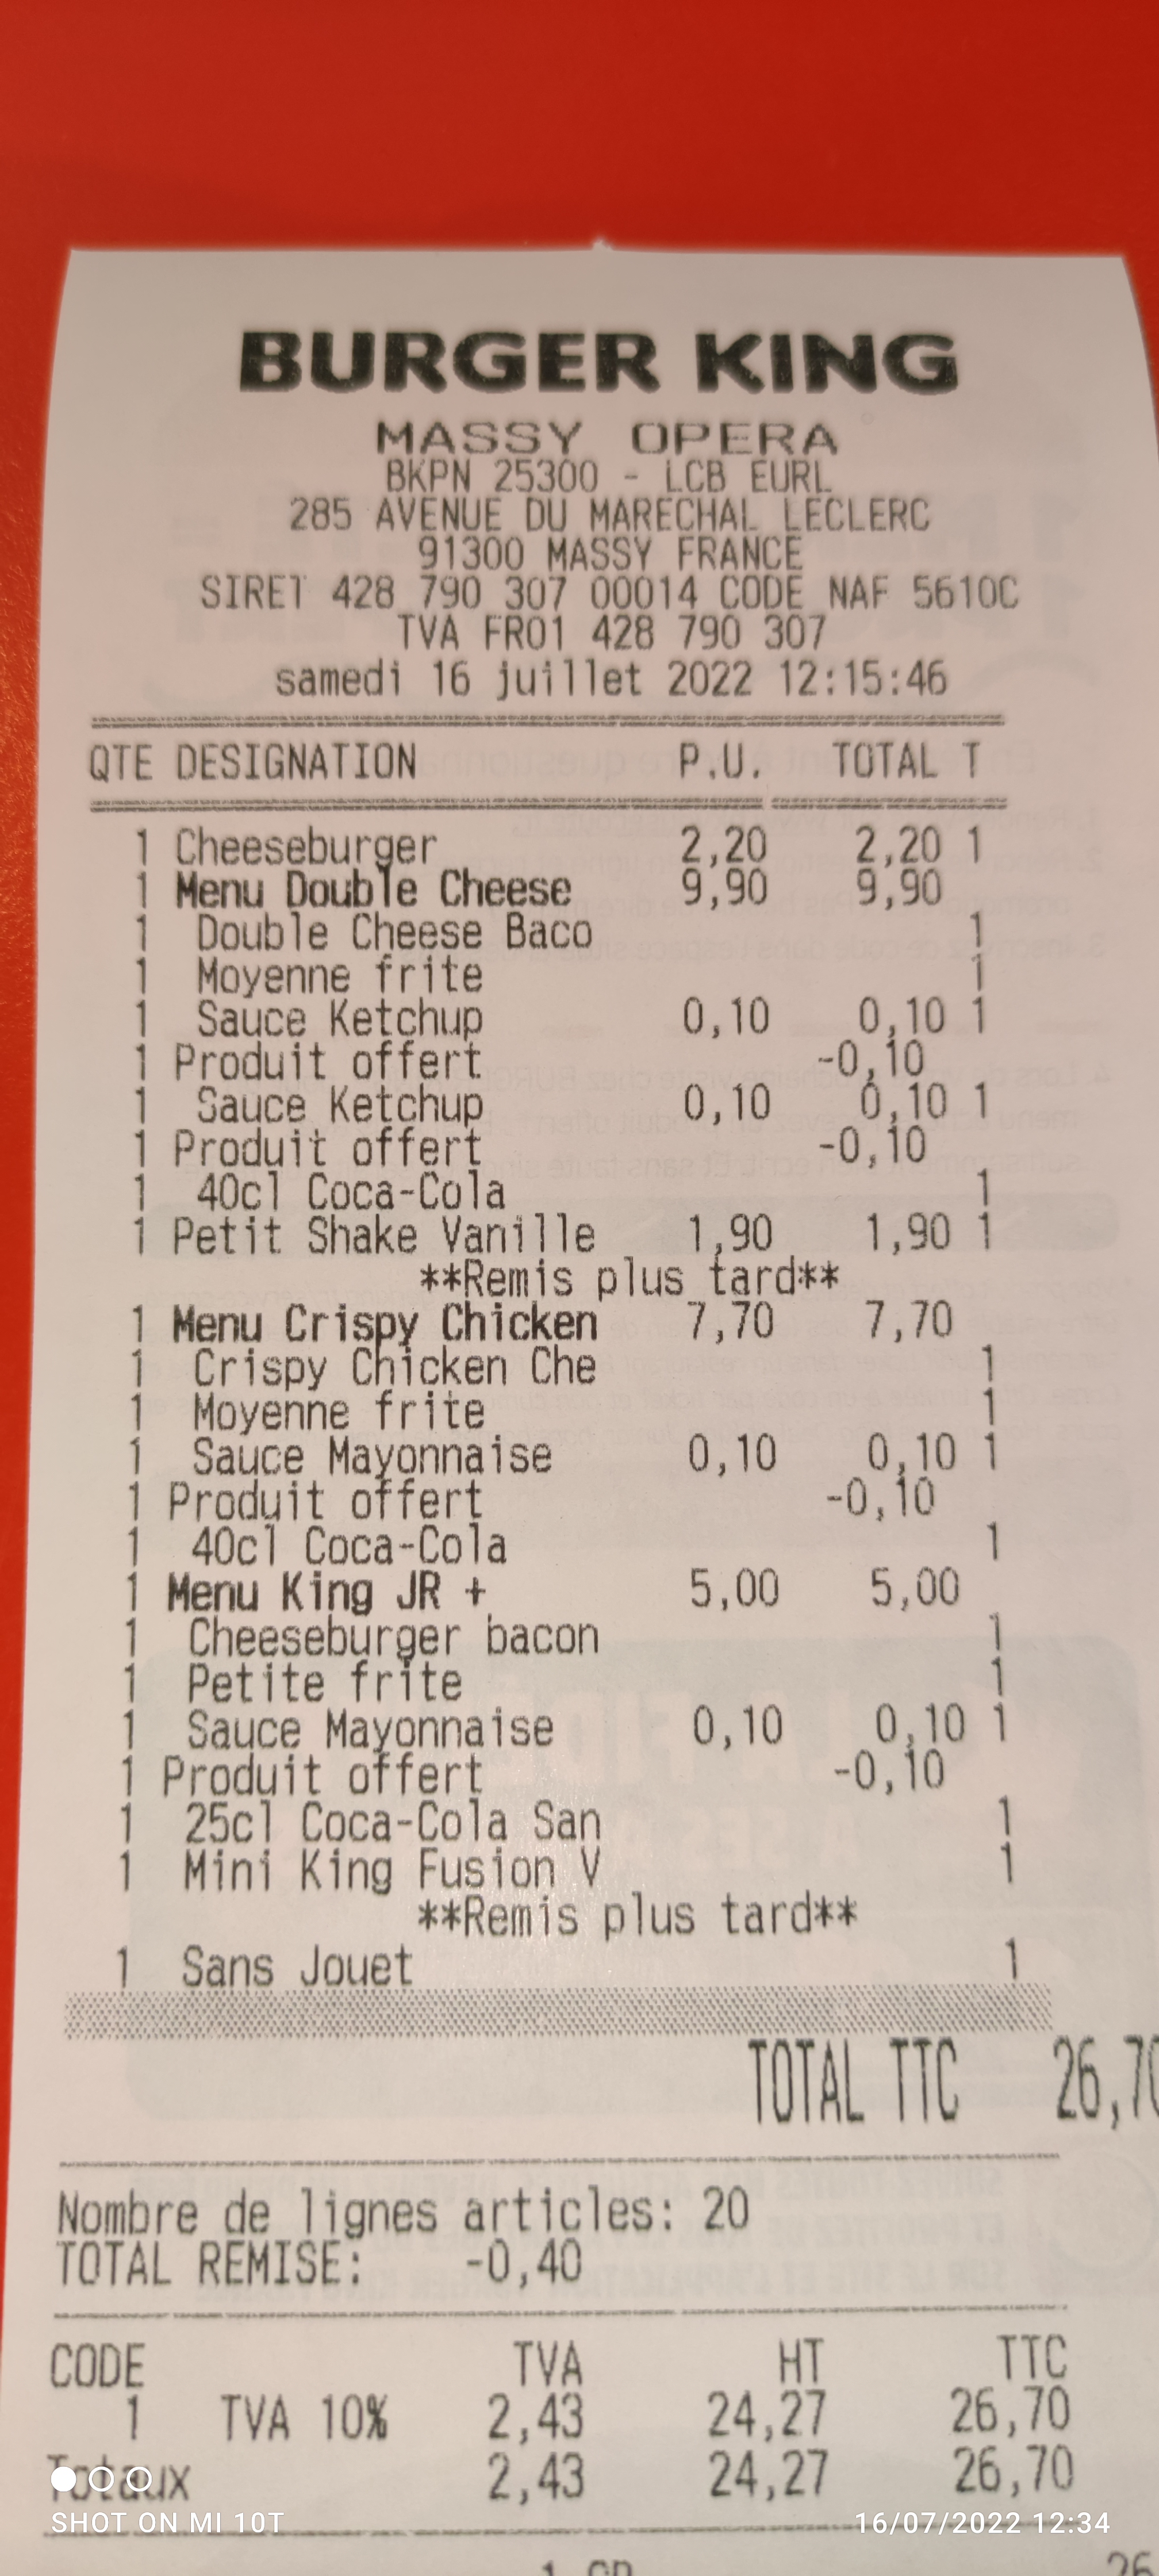 BURGER KING
MASSY OPERA
BKPN 25300 - LCB EURL
285 AVENUE DU MARECHAL LECLERC
91300 MASSY FRANCE
SIRET 428 790 307 00014 CODE NAF 5610C
TVA FR01 428 790 307
samedi 16 juillet 2022 12:15:46
QTE DESIGNATION P.U. TOTAL T
1 Cheeseburger 2,20 2,20 1
1 Menu Double Cheese 9,90 9,90
1 Double Cheese Baco 1
1 Moyenne frite 1
1 Sauce Ketchup 0,10 0,10 1
1 Produit offert -0,10
1 Sauce Ketchup 0,10 0,10 1
1 Produit offert -0,10
1 40cl Coca-Cola 1
1 Petit Shake Vanille 1,90 1,90 1
**Remis plus tard**
1 Menu Crispy Chicken 7,70 7,70
1 Crispy Chicken Che 1
1 Moyenne frite 1
1 Sauce Mayonnaise 0,10 0,10 1
1 Produit offert -0,10
1 40cl Coca-Cola 1
1 Menu King JR + 5,00 5,00
1 Cheeseburger bacon 1
1 Petite frite 1
1 Sauce Mayonnaise 0,10 0,10 1
1 Produit offert -0,10
1 25cl Coca-Cola San 1
1 Mini King Fusion V 1
**Remis plus tard**
1 Sans Jouet 1
TOTAL TTC 26,70
Nombre de lignes articles: 20
TOTAL REMISE: -0,40
CODE TVA HT TTC
1 TVA 10% 2,43 24,27 26,70
Totaux 2,43 24,27 26,70
SHOT ON MI 10T 16/07/2022 12:34